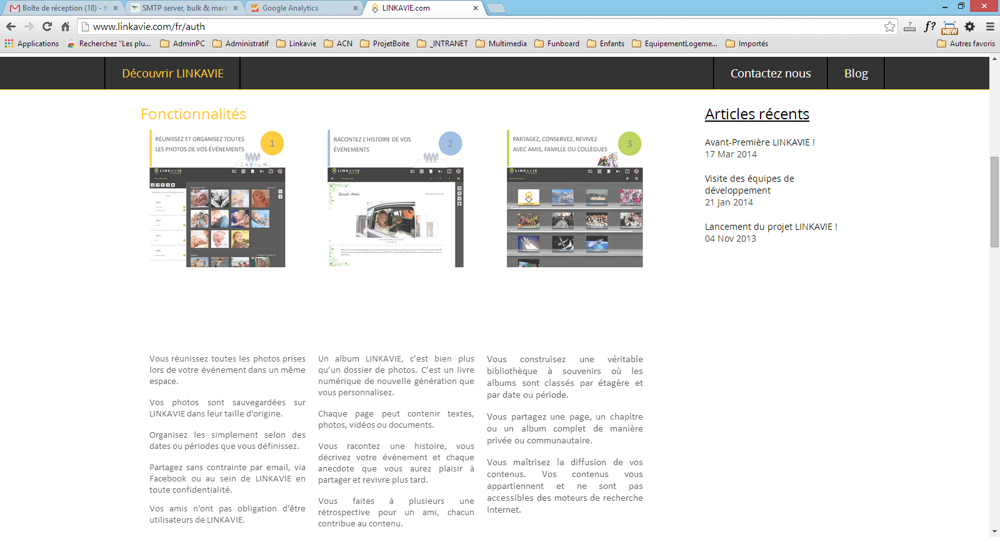 Boîte de réception (18) - tl
SMTP server, bulk & mark
Google Analytics
LINKAVIE.com
www.linkavie.com/fr/auth
f?
NEW
Applications
Recherchez "Les plu...
AdminPC
Administratif
Linkavie
ACN
ProjetBoite
_INTRANET
Multimedia
Funboard
Enfants
EquipementLogeme...
Importés
Autres favoris
Découvrir LINKAVIE
Contactez nous
Blog
Fonctionnalités
RÉUNISSEZ ET ORGANISEZ TOUTES
LES PHOTOS DE VOS ÉVÉNEMENTS
1
LINKAVIE
RACONTEZ L'HISTOIRE DE VOS
ÉVÉNEMENTS
2
LINKAVIE
Samedi - Mairie
PARTAGEZ, CONSERVEZ, REVIVEZ
AVEC AMIS, FAMILLE OU COLLÈGUES
3
LINKAVIE
Vous réunissez toutes les photos prises
lors de votre événement dans un même
espace.
Vos photos sont sauvegardées sur
LINKAVIE dans leur taille d'origine.
Organisez les simplement selon des
dates ou périodes que vous définissez.
Partagez sans contrainte par email, via
Facebook ou au sein de LINKAVIE en
toute confidentialité.
Vos amis n'ont pas obligation d'être
utilisateurs de LINKAVIE.
Un album LINKAVIE, c’est bien plus
qu’un dossier de photos. C’est un livre
numérique de nouvelle génération que
vous personnalisez.
Chaque page peut contenir textes,
photos, vidéos ou documents.
Vous racontez une histoire, vous
décrivez votre événement et chaque
anecdote que vous aurez plaisir à
partager et revivre plus tard.
Vous faites à plusieurs une
rétrospective pour un ami, chacun
contribue au contenu.
Vous construisez une véritable
bibliothèque à souvenirs où les
albums sont classés par étagère et
par date ou période.
Vous partagez une page, un chapitre
ou un album complet de manière
privée ou communautaire.
Vous maîtrisez la diffusion de vos
contenus. Vos contenus vous
appartiennent et ne sont pas
accessibles des moteurs de recherche
Internet.
Articles récents
Avant-Première LINKAVIE !
17 Mar 2014
Visite des équipes de
développement
21 Jan 2014
Lancement du projet LINKAVIE !
04 Nov 2013